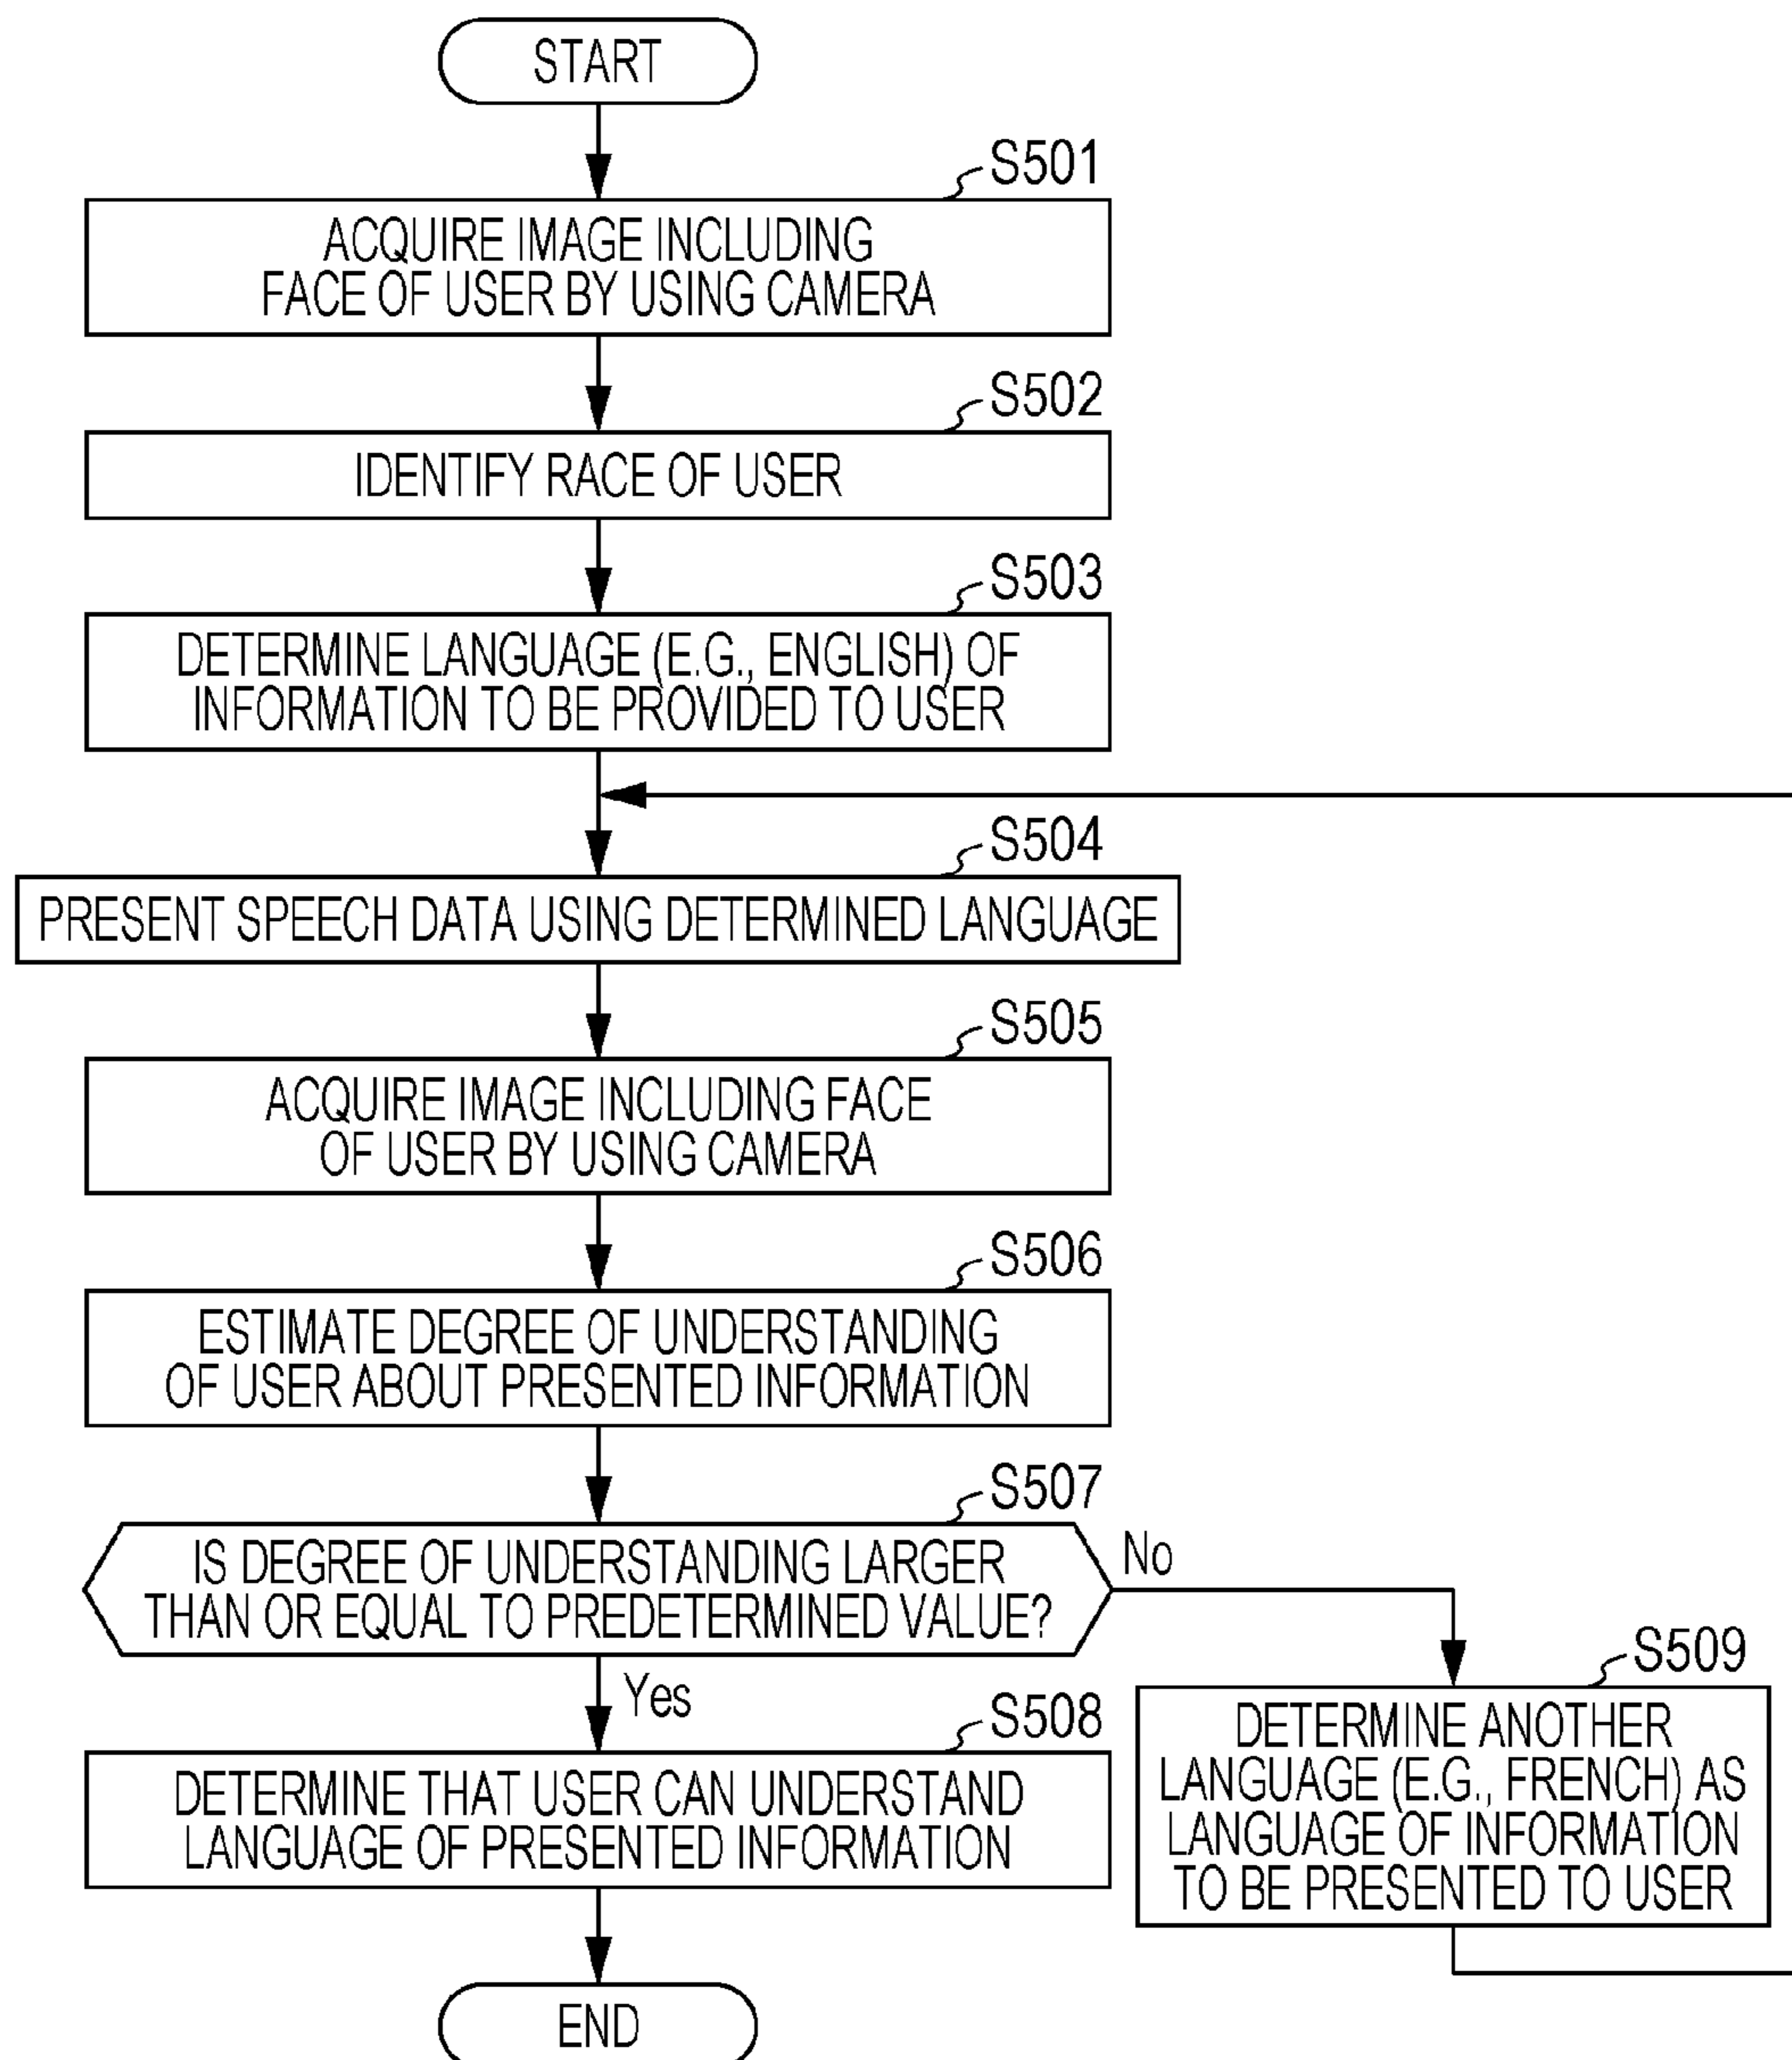 START
S501
ACQUIRE IMAGE INCLUDING
FACE OF USER BY USING CAMERA
S502
IDENTIFY RACE OF USER
S503
DETERMINE LANGUAGE (E.G., ENGLISH) OF
INFORMATION TO BE PROVIDED TO USER
S504
PRESENT SPEECH DATA USING DETERMINED LANGUAGE
S505
ACQUIRE IMAGE INCLUDING FACE
OF USER BY USING CAMERA
S506
ESTIMATE DEGREE OF UNDERSTANDING
OF USER ABOUT PRESENTED INFORMATION
S507
IS DEGREE OF UNDERSTANDING LARGER
THAN OR EQUAL TO PREDETERMINED VALUE?
No
Yes
S508
DETERMINE THAT USER CAN UNDERSTAND
LANGUAGE OF PRESENTED INFORMATION
S509
DETERMINE ANOTHER
LANGUAGE (E.G., FRENCH) AS
LANGUAGE OF INFORMATION
TO BE PRESENTED TO USER
END